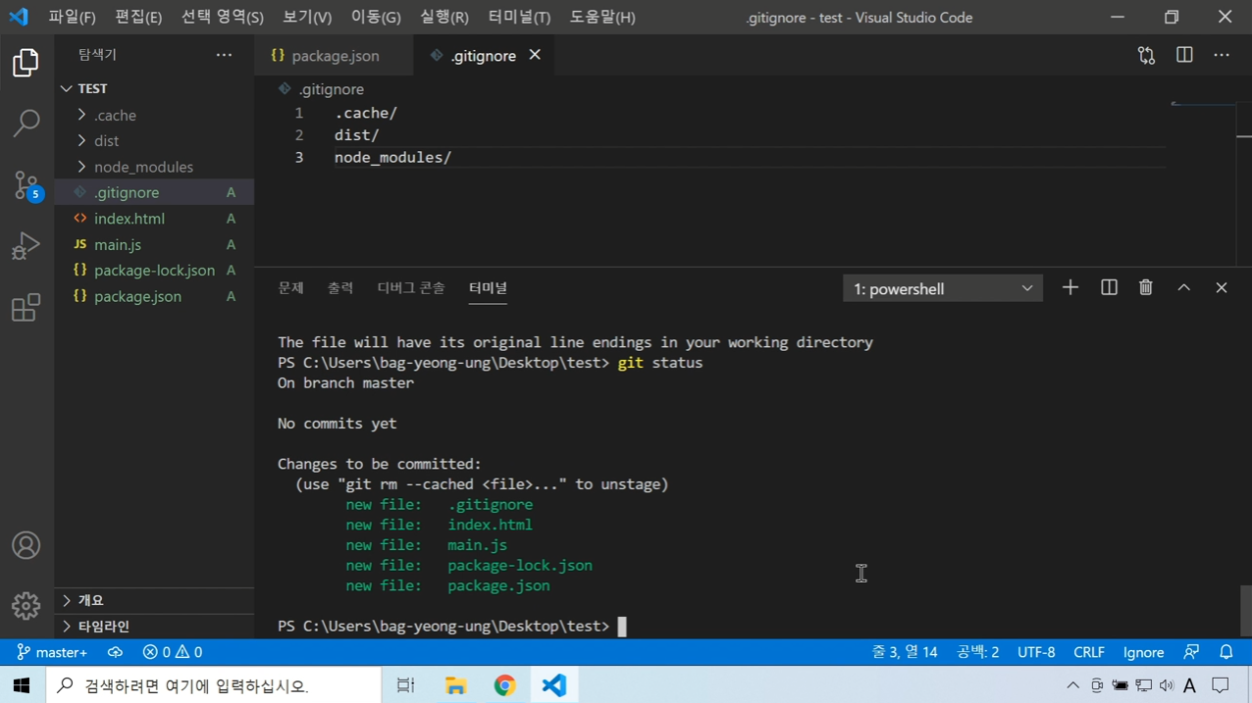 파일(F) 편집(E) 선택 영역(S) 보기(V) 이동(G) 실행(R) 터미널(T) 도움말(H) .gitignore - test - Visual Studio Code
탐색기
{} package.json
.gitignore
TEST
.cache
dist
node_modules
.gitignore A
index.html A
JS main.js A
{} package-lock.json A
{} package.json A
개요
타임라인
5
.gitignore
1 .cache/
2 dist/
3 node_modules/
문제 출력 디버그 콘솔 터미널 1: powershell
The file will have its original line endings in your working directory
PS C:\Users\bag-yeong-ung\Desktop\test> git status
On branch master
No commits yet
Changes to be committed:
(use "git rm --cached <file>..." to unstage)
new file: .gitignore
new file: index.html
new file: main.js
new file: package-lock.json
new file: package.json
PS C:\Users\bag-yeong-ung\Desktop\test>
master+ 0 0 줄 3, 열 14 공백: 2 UTF-8 CRLF Ignore
검색하려면 여기에 입력하십시오. A